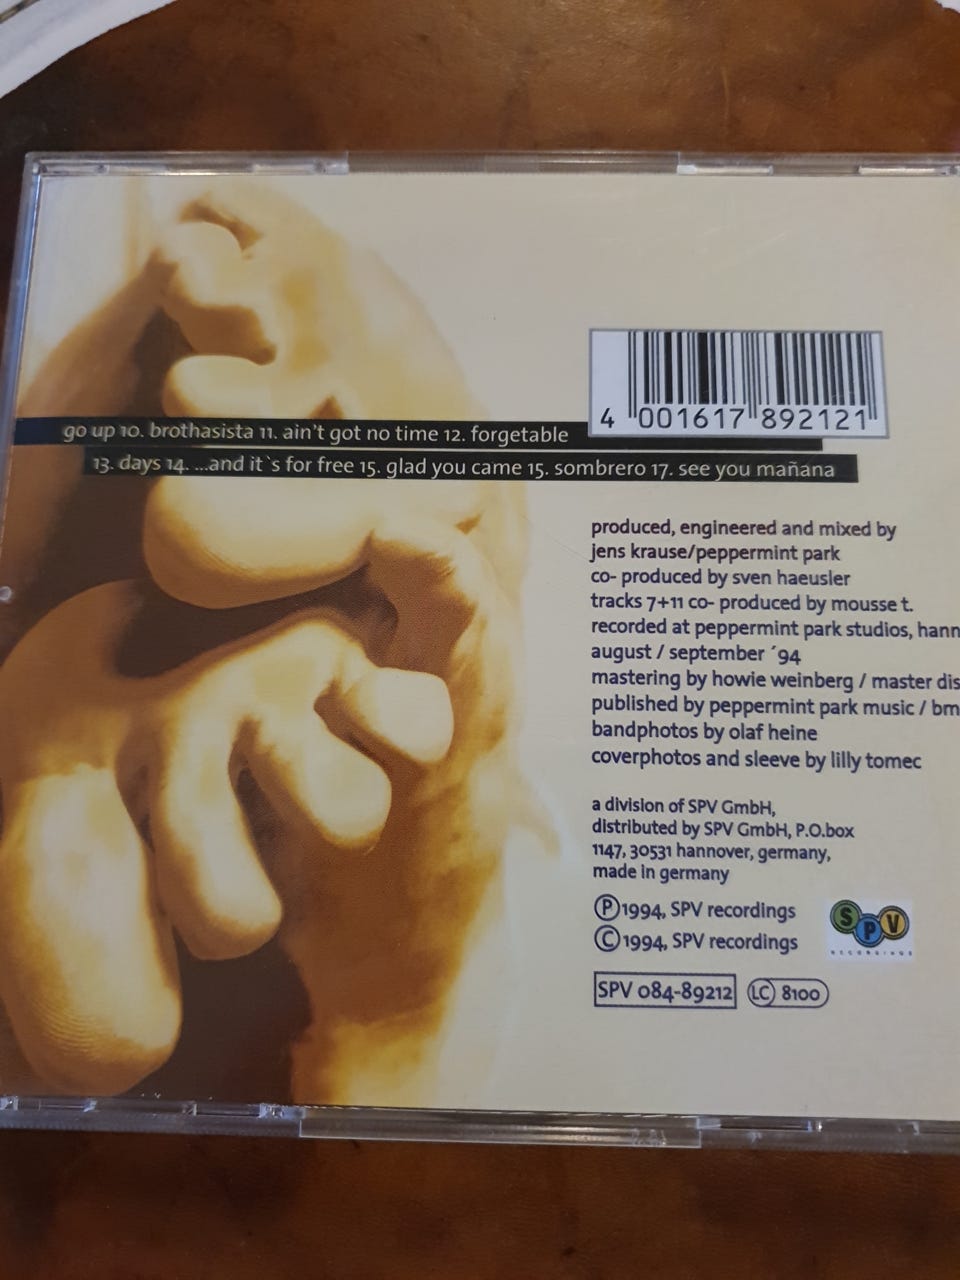 4 001617 892121
go up 10. brothasista 11. ain't got no time 12. forgetable
13. days 14. ...and it`s for free 15. glad you came 15. sombrero 17. see you mañana
produced, engineered and mixed by
jens krause/peppermint park
co- produced by sven haeusler
tracks 7+11 co- produced by mousse t.
recorded at peppermint park studios, hann
august / september ´94
mastering by howie weinberg / master dis
published by peppermint park music / bm
bandphotos by olaf heine
coverphotos and sleeve by lilly tomec
a division of SPV GmbH,
distributed by SPV GmbH, P.O.box
1147, 30531 hannover, germany,
made in germany
Ⓟ1994, SPV recordings
©1994, SPV recordings
SPV
RECORDINGS
SPV 084-89212 LC 8100